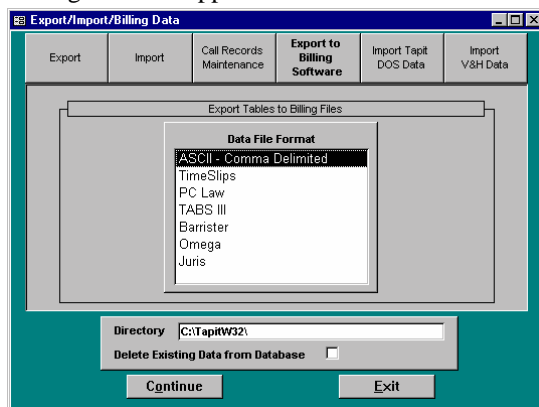 Export/Import/Billing Data
Export
Import
Call Records
Maintenance
Export to
Billing
Software
Import Tapit
DOS Data
Import
V&H Data
Export Tables to Billing Files
Data File Format
ASCII - Comma Delimited
TimeSlips
PC Law
TABS III
Barrister
Omega
Juris
Directory C:\TapitW32\
Delete Existing Data from Database
Continue Exit